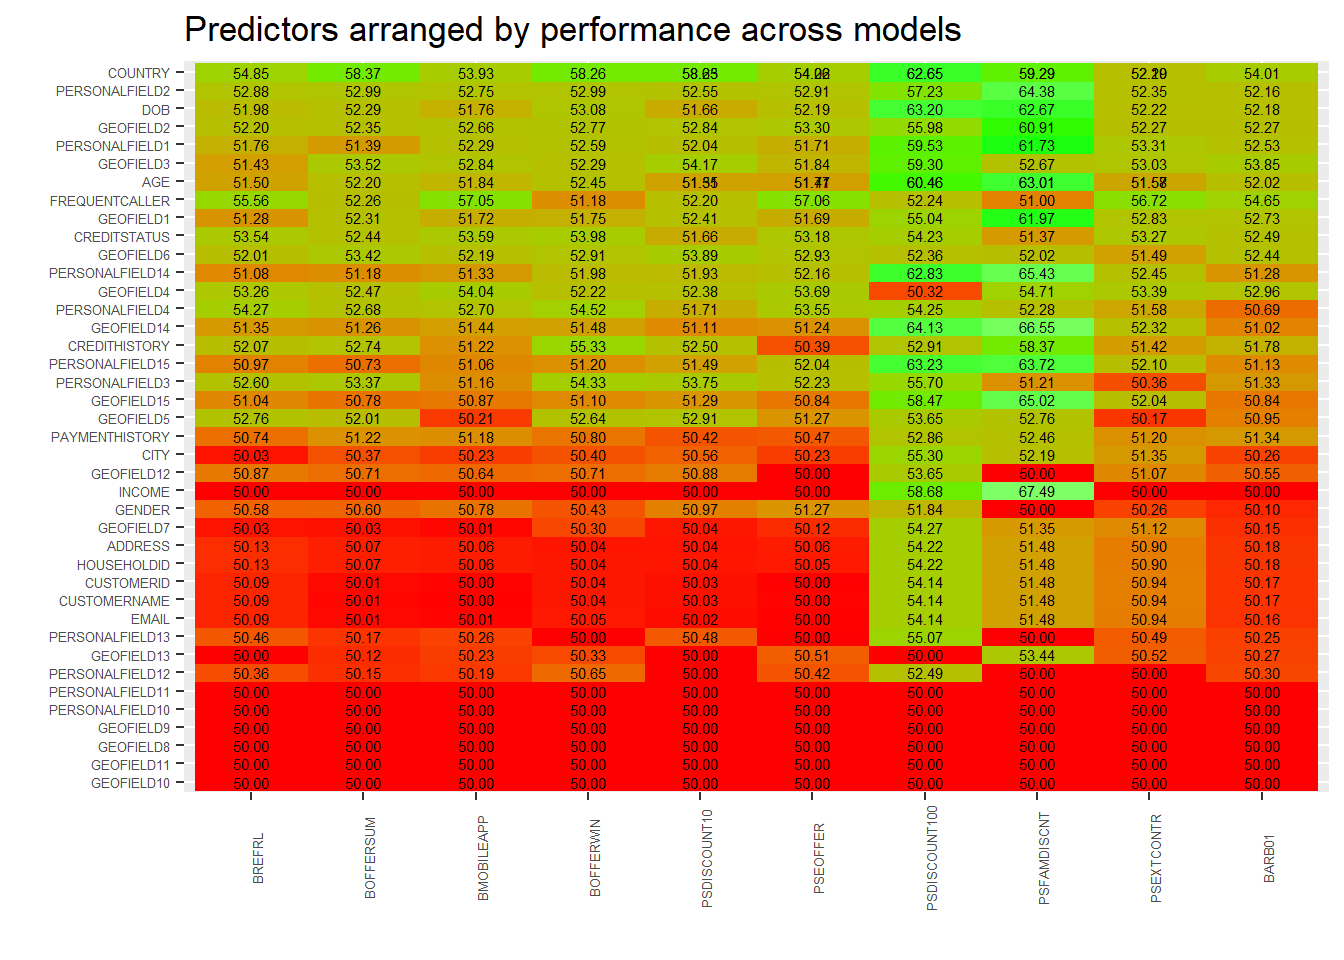 Predictors arranged by performance across models
COUNTRY 54.85 58.37 53.93 58.26 62.65 59.29 54.01
PERSONALFIELD2 52.88 52.99 52.75 52.99 52.55 52.91 57.23 64.38 52.35 52.16
DOB 51.98 52.29 51.76 53.08 51.66 52.19 63.20 62.67 52.22 52.18
GEOFIELD2 52.20 52.35 52.66 52.77 52.84 53.30 55.98 60.91 52.27 52.27
PERSONALFIELD1 51.76 51.39 52.29 52.59 52.04 51.71 59.53 61.73 53.31 52.53
GEOFIELD3 51.43 53.52 52.84 52.29 54.17 51.84 59.30 52.67 53.03 53.85
AGE 51.50 52.20 51.84 52.45 60.46 63.01 52.02
FREQUENTCALLER 55.56 52.26 57.05 51.18 52.20 57.06 52.24 51.00 56.72 54.65
GEOFIELD1 51.28 52.31 51.72 51.75 52.41 51.69 55.04 61.97 52.83 52.73
CREDITSTATUS 53.54 52.44 53.59 53.98 51.66 53.18 54.23 51.37 53.27 52.49
GEOFIELD6 52.01 53.42 52.19 52.91 53.89 52.93 52.36 52.02 51.49 52.44
PERSONALFIELD14 51.08 51.18 51.33 51.98 51.93 52.16 62.83 65.43 52.45 51.28
GEOFIELD4 53.26 52.47 54.04 52.22 52.38 53.69 50.32 54.71 53.39 52.96
PERSONALFIELD4 54.27 52.68 52.70 54.52 51.71 53.55 54.25 52.28 51.58 50.69
GEOFIELD14 51.35 51.26 51.44 51.48 51.11 51.24 64.13 66.55 52.32 51.02
CREDITHISTORY 52.07 52.74 51.22 55.33 52.50 50.39 52.91 58.37 51.42 51.78
PERSONALFIELD15 50.97 50.73 51.06 51.20 51.49 52.04 63.23 63.72 52.10 51.13
PERSONALFIELD3 52.60 53.37 51.16 54.33 53.75 52.23 55.70 51.21 50.36 51.33
GEOFIELD15 51.04 50.78 50.87 51.10 51.29 50.84 58.47 65.02 52.04 50.84
GEOFIELD5 52.76 52.01 50.21 52.64 52.91 51.27 53.65 52.76 50.17 50.95
PAYMENTHISTORY 50.74 51.22 51.18 50.80 50.42 50.47 52.86 52.46 51.20 51.34
CITY 50.03 50.37 50.23 50.40 50.56 50.23 55.30 52.19 51.35 50.26
GEOFIELD12 50.87 50.71 50.64 50.71 50.88 50.00 53.65 50.00 51.07 50.55
INCOME 50.00 50.00 50.00 50.00 50.00 50.00 58.68 67.49 50.00 50.00
GENDER 50.58 50.60 50.78 50.43 50.97 51.27 51.84 50.00 50.26 50.10
GEOFIELD7 50.03 50.03 50.01 50.30 50.04 50.12 54.27 51.35 51.12 50.15
ADDRESS 50.13 50.07 50.06 50.04 50.04 50.06 54.22 51.48 50.90 50.18
HOUSEHOLDID 50.13 50.07 50.06 50.04 50.04 50.05 54.22 51.48 50.90 50.18
CUSTOMERID 50.09 50.01 50.00 50.04 50.03 50.00 54.14 51.48 50.94 50.17
CUSTOMERNAME 50.09 50.01 50.00 50.04 50.03 50.00 54.14 51.48 50.94 50.17
EMAIL 50.09 50.01 50.01 50.05 50.02 50.00 54.14 51.48 50.94 50.16
PERSONALFIELD13 50.46 50.17 50.26 50.00 50.48 50.00 55.07 50.00 50.49 50.25
GEOFIELD13 50.00 50.12 50.23 50.33 50.00 50.51 50.00 53.44 50.52 50.27
PERSONALFIELD12 50.36 50.15 50.19 50.65 50.00 50.42 52.49 50.00 50.00 50.30
PERSONALFIELD11 50.00 50.00 50.00 50.00 50.00 50.00 50.00 50.00 50.00 50.00
PERSONALFIELD10 50.00 50.00 50.00 50.00 50.00 50.00 50.00 50.00 50.00 50.00
GEOFIELD9 50.00 50.00 50.00 50.00 50.00 50.00 50.00 50.00 50.00 50.00
GEOFIELD8 50.00 50.00 50.00 50.00 50.00 50.00 50.00 50.00 50.00 50.00
GEOFIELD11 50.00 50.00 50.00 50.00 50.00 50.00 50.00 50.00 50.00 50.00
GEOFIELD10 50.00 50.00 50.00 50.00 50.00 50.00 50.00 50.00 50.00 50.00
BREFRL
BOFFERSUM
BMOBILEAPP
BOFFERWIN
PSDISCOUNT10
PSEOFFER
PSDISCOUNT100
PSFAMDISCNT
PSEXTCONTR
BARB01